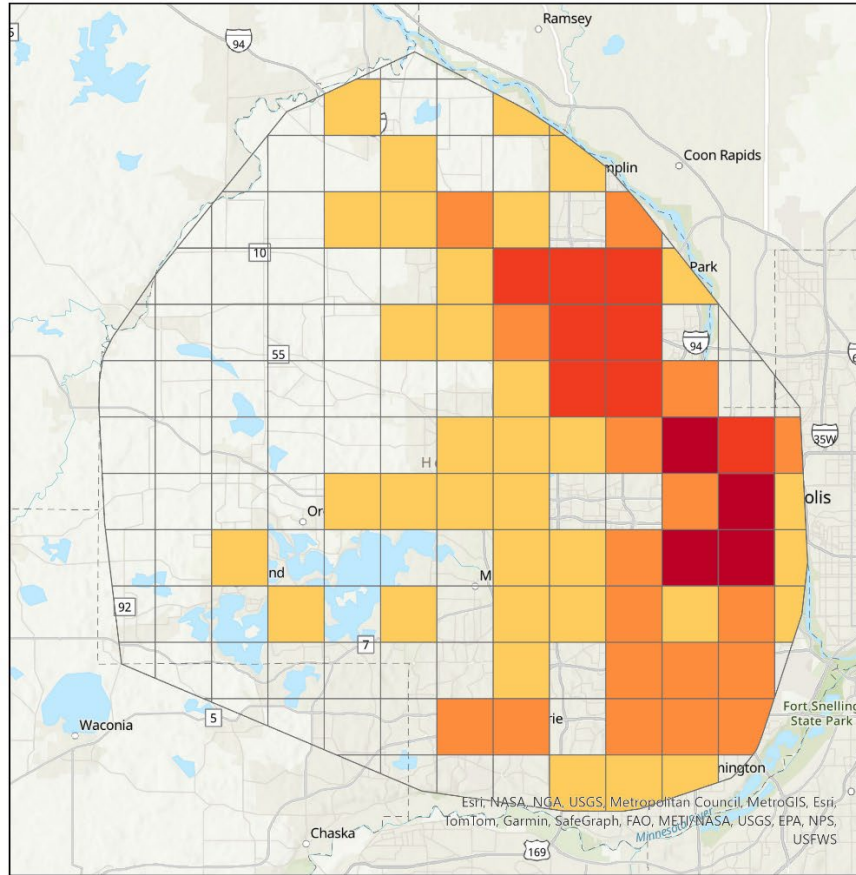 Ramsey
94
mplin
Coon Rapids
10
Park
55
94
35W
H
olis
Or
nd
M
92
7
5
Waconia
rie
Fort Snelling
State Park
nington
Esri, NASA, NGA, USGS, Metropolitan Council, MetroGIS, Esri,
TomTom, Garmin, SafeGraph, FAO, METI/NASA, USGS, EPA, NPS,
USFWS
Minnesota River
Chaska
169